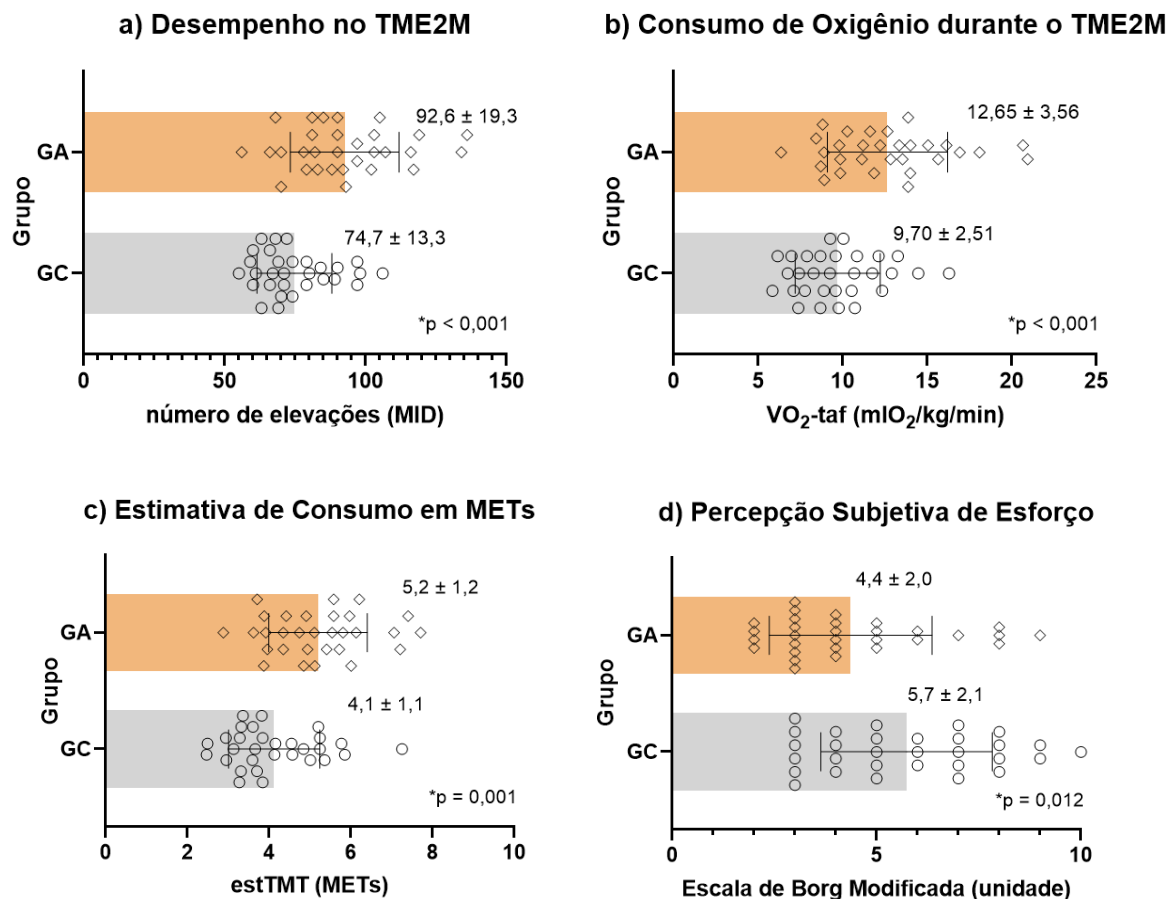 a) Desempenho no TME2M
92,6 ± 19,3
GA
Grupo
74,7 ± 13,3
GC
*p < 0,001
0 50 100 150
número de elevações (MID)
b) Consumo de Oxigênio durante o TME2M
12,65 ± 3,56
GA
Grupo
9,70 ± 2,51
GC
*p < 0,001
0 5 10 15 20 25
VO₂-taf (mlO₂/kg/min)
c) Estimativa de Consumo em METs
5,2 ± 1,2
GA
Grupo
4,1 ± 1,1
GC
*p = 0,001
0 2 4 6 8 10
estTMT (METs)
d) Percepção Subjetiva de Esforço
4,4 ± 2,0
GA
Grupo
5,7 ± 2,1
GC
*p = 0,012
0 5 10
Escala de Borg Modificada (unidade)